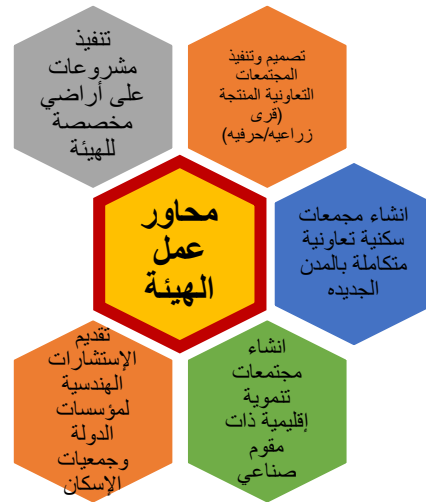 تنفيذ
مشروعات
على أراضي
مخصصة
للهيئة
تصميم وتنفيذ
المجتمعات
التعاونية المنتجة
(قرى
زراعيه/حرفيه)
محاور
عمل
الهيئة
انشاء مجمعات
سكنية تعاونية
متكاملة بالمدن
الجديده
تقديم
الإستشارات
الهندسية
لمؤسسات
الدولة
وجمعيات
الإسكان
انشاء
مجتمعات
تنموية
إقليمية ذات
مقوم
صناعي